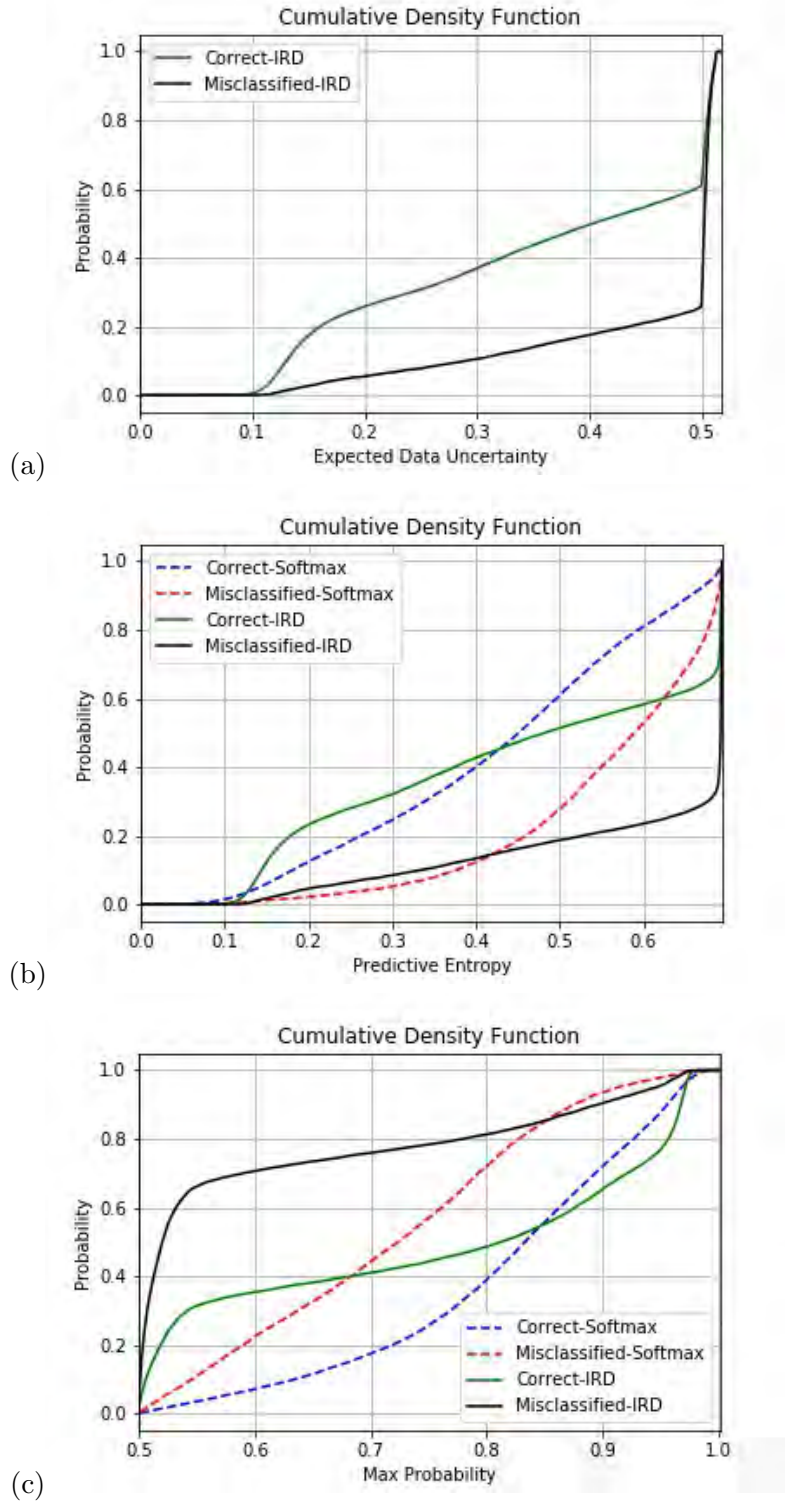 Cumulative Density Function
Correct-IRD
Misclassified-IRD
1.0
0.8
0.6
0.4
0.2
0.0
Probability
0.0 0.1 0.2 0.3 0.4 0.5
Expected Data Uncertainty
(a)
Cumulative Density Function
Correct-Softmax
Misclassified-Softmax
Correct-IRD
Misclassified-IRD
1.0
0.8
0.6
0.4
0.2
0.0
Probability
0.0 0.1 0.2 0.3 0.4 0.5 0.6
Predictive Entropy
(b)
Cumulative Density Function
1.0
0.8
0.6
0.4
0.2
0.0
Probability
Correct-Softmax
Misclassified-Softmax
Correct-IRD
Misclassified-IRD
0.5 0.6 0.7 0.8 0.9 1.0
Max Probability
(c)